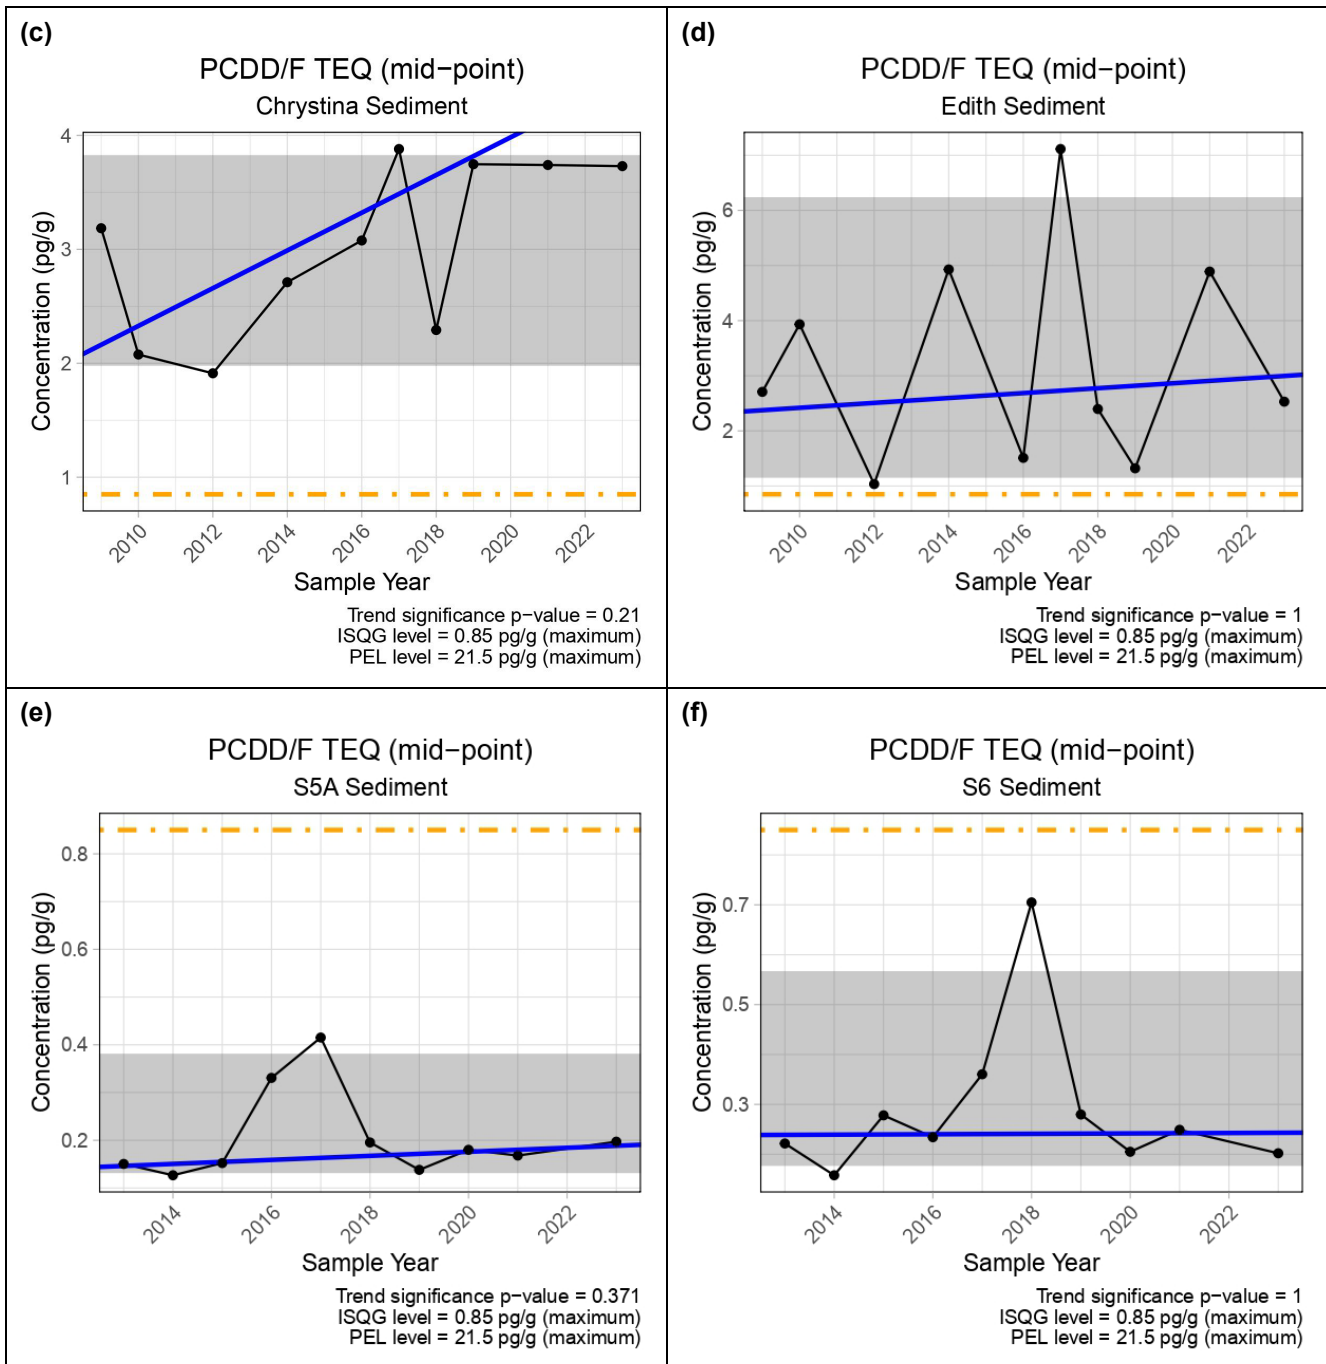 (c)
PCDD/F TEQ (mid−point)
Chrystina Sediment
Concentration (pg/g)
4
3
2
1
2010
2012
2014
2016
2018
2020
2022
Sample Year
Trend significance p−value = 0.21
ISQG level = 0.85 pg/g (maximum)
PEL level = 21.5 pg/g (maximum)
(d)
PCDD/F TEQ (mid−point)
Edith Sediment
Concentration (pg/g)
6
4
2
2010
2012
2014
2016
2018
2020
2022
Sample Year
Trend significance p−value = 1
ISQG level = 0.85 pg/g (maximum)
PEL level = 21.5 pg/g (maximum)
(e)
PCDD/F TEQ (mid−point)
S5A Sediment
Concentration (pg/g)
0.8
0.6
0.4
0.2
2014
2016
2018
2020
2022
Sample Year
Trend significance p−value = 0.371
ISQG level = 0.85 pg/g (maximum)
PEL level = 21.5 pg/g (maximum)
(f)
PCDD/F TEQ (mid−point)
S6 Sediment
Concentration (pg/g)
0.7
0.5
0.3
2014
2016
2018
2020
2022
Sample Year
Trend significance p−value = 1
ISQG level = 0.85 pg/g (maximum)
PEL level = 21.5 pg/g (maximum)